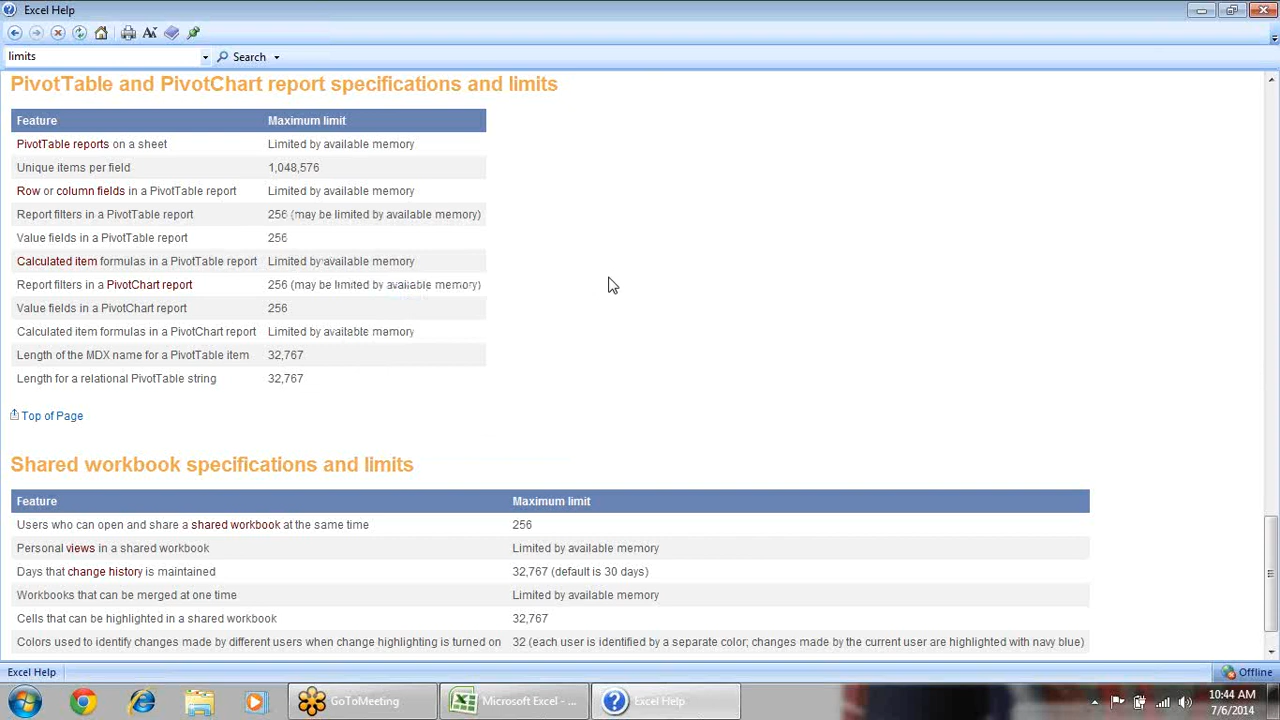 Excel Help
limits
Search
PivotTable and PivotChart report specifications and limits
Feature Maximum limit
PivotTable reports on a sheet Limited by available memory
Unique items per field 1,048,576
Row or column fields in a PivotTable report Limited by available memory
Report filters in a PivotTable report 256 (may be limited by available memory)
Value fields in a PivotTable report 256
Calculated item formulas in a PivotTable report Limited by available memory
Report filters in a PivotChart report 256 (may be limited by available memory)
Value fields in a PivotChart report 256
Calculated item formulas in a PivotChart report Limited by available memory
Length of the MDX name for a PivotTable item 32,767
Length for a relational PivotTable string 32,767
Top of Page
Shared workbook specifications and limits
Feature Maximum limit
Users who can open and share a shared workbook at the same time 256
Personal views in a shared workbook Limited by available memory
Days that change history is maintained 32,767 (default is 30 days)
Workbooks that can be merged at one time Limited by available memory
Cells that can be highlighted in a shared workbook 32,767
Colors used to identify changes made by different users when change highlighting is turned on 32 (each user is identified by a separate color; changes made by the current user are highlighted with navy blue)
Excel Help Offline
GoToMeeting Microsoft Excel - ... Excel Help 10:44 AM
7/6/2014